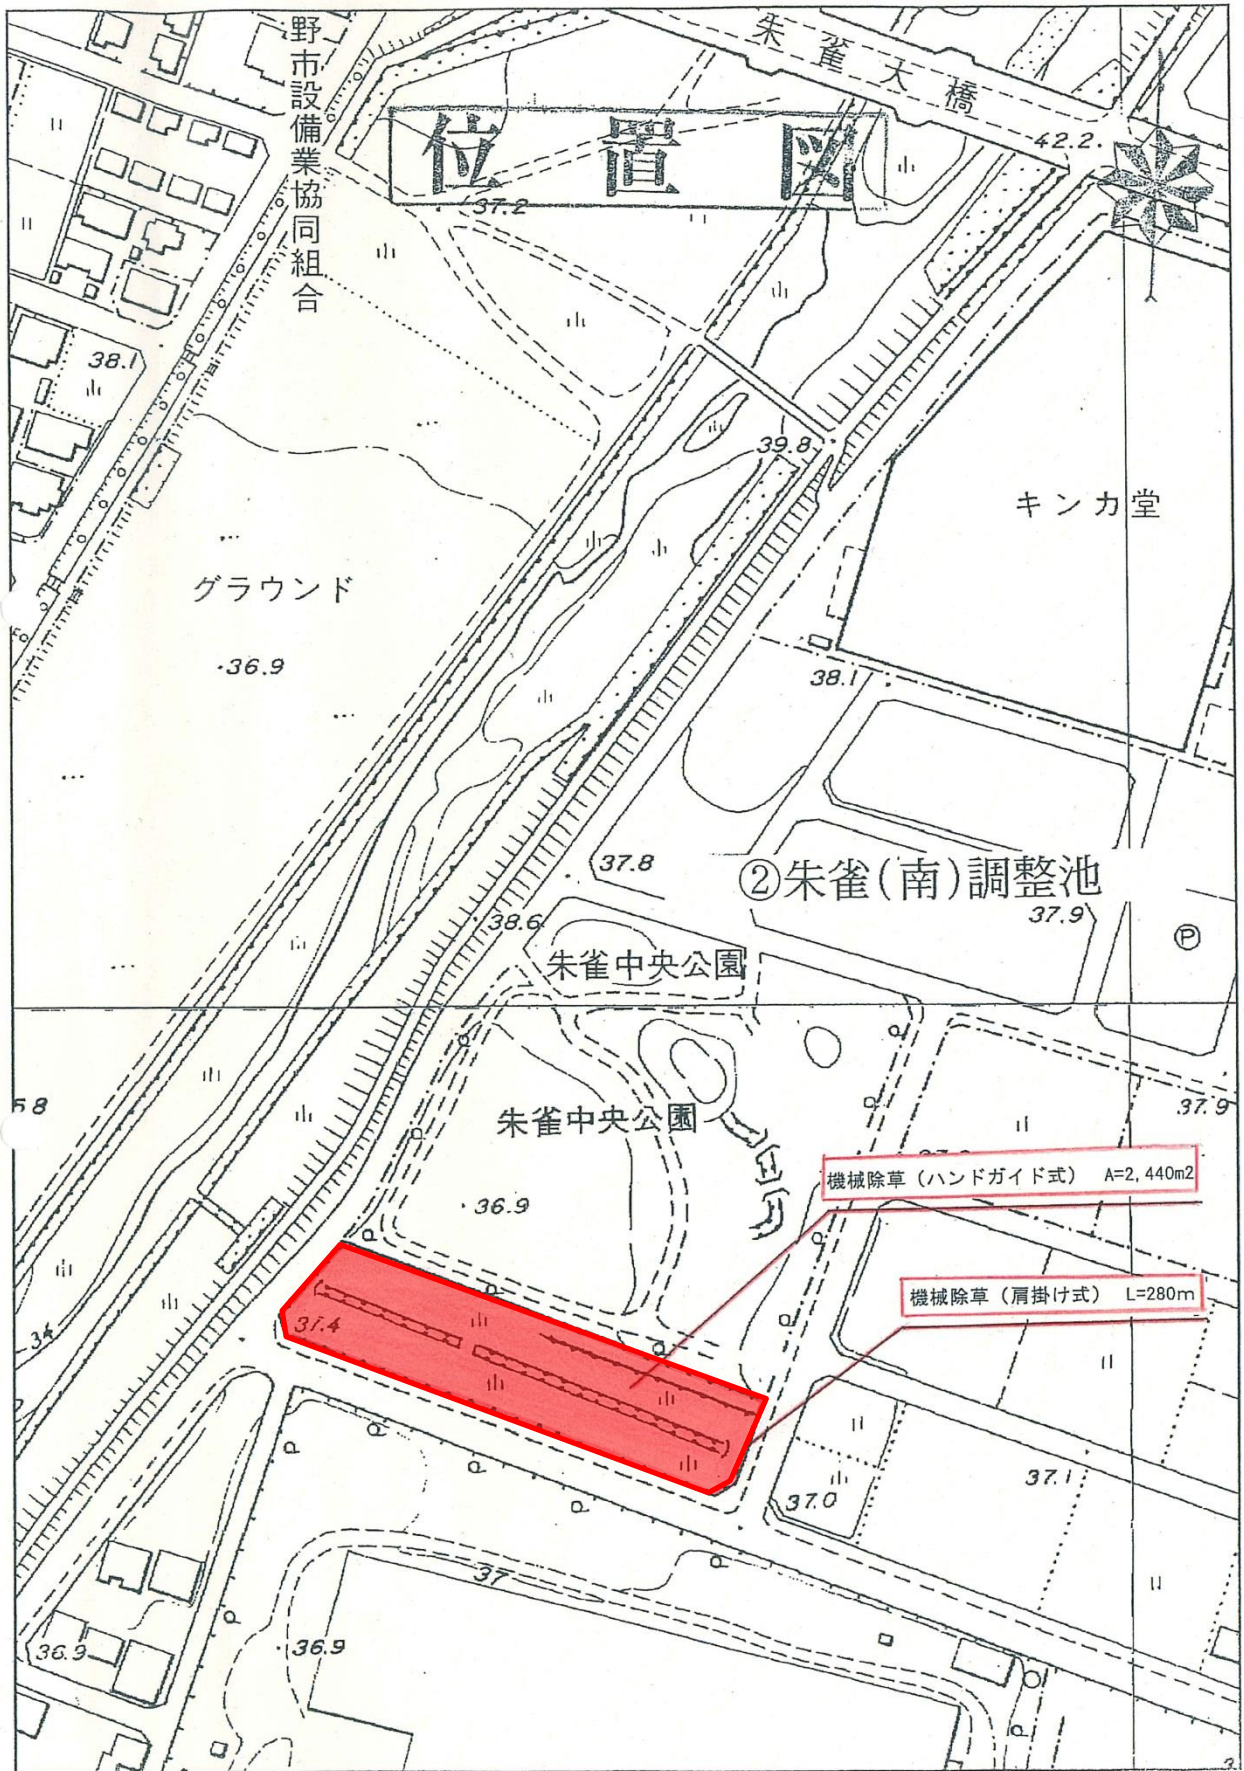 野市設備業協同組合
朱雀大橋
位置図
42.2
37.2
38.1
39.8
キンカ堂
グラウンド
36.9
38.1
37.8
②朱雀(南)調整池
37.9
38.6
Ⓟ
朱雀中央公園
朱雀中央公園
37.9
機械除草(ハンドガイド式) A=2,440m2
36.9
機械除草(肩掛け式) L=280m
37.4
34
37.1
37.0
37
36.9
36.9